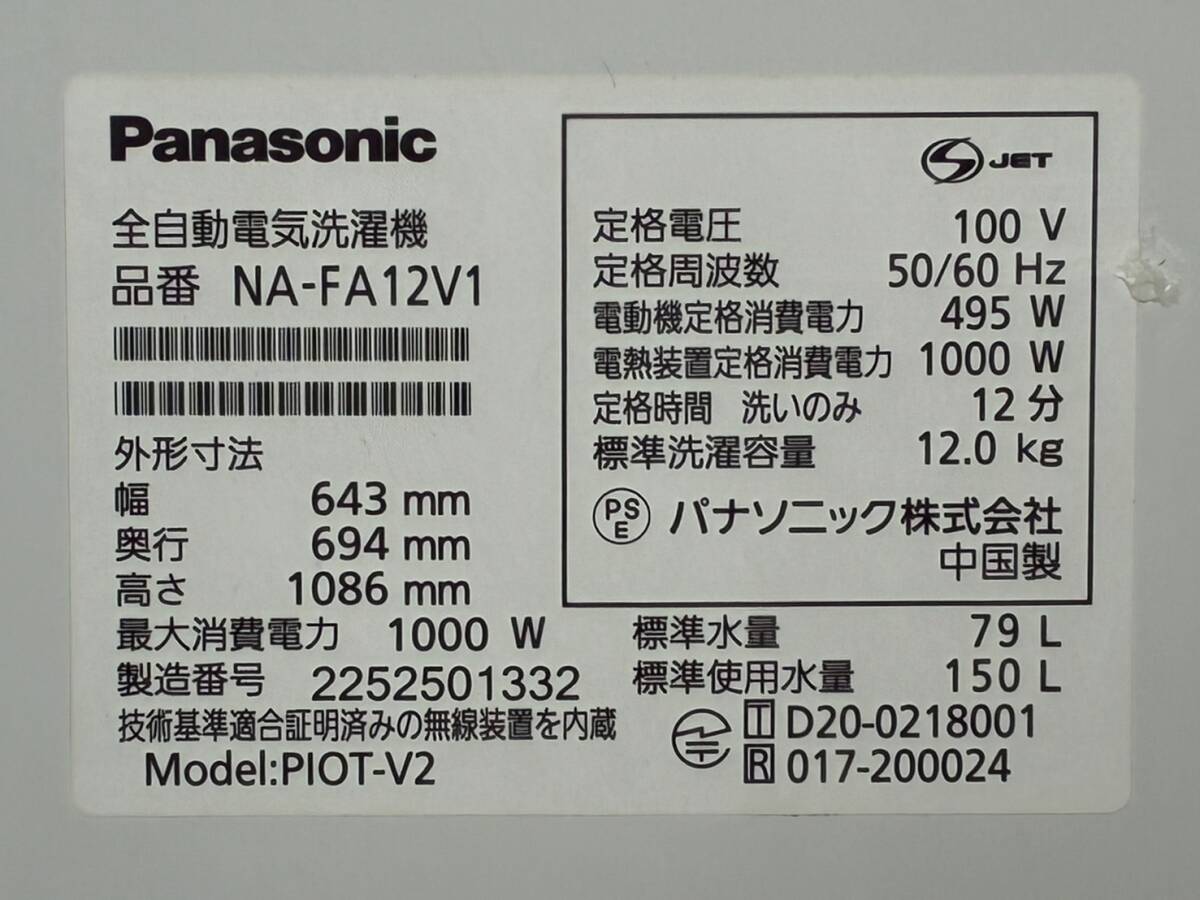 Panasonic
全自動電気洗濯機
品番 NA-FA12V1
外形寸法
幅 643 mm
奥行 694 mm
高さ 1086 mm
最大消費電力 1000 W
製造番号 2252501332
技術基準適合証明済みの無線装置を内蔵
Model:PIOT-V2
JET
定格電圧 100 V
定格周波数 50/60 Hz
電動機定格消費電力 495 W
電熱装置定格消費電力 1000 W
定格時間 洗いのみ 12 分
標準洗濯容量 12.0 kg
PSE パナソニック株式会社
中国製
標準水量 79 L
標準使用水量 150 L
T D20-0218001
R 017-200024